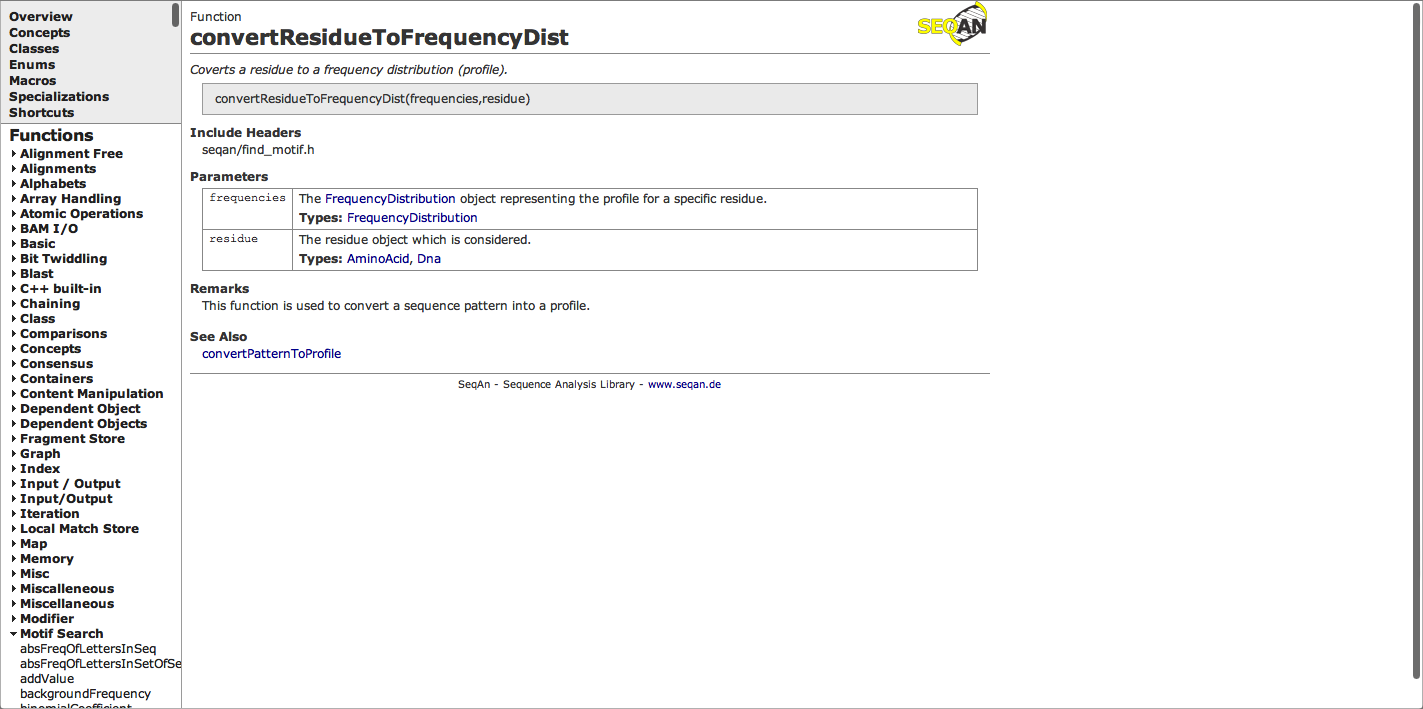 Overview
Concepts
Classes
Enums
Macros
Specializations
Shortcuts
Functions
Alignment Free
Alignments
Alphabets
Array Handling
Atomic Operations
BAM I/O
Basic
Bit Twiddling
Blast
C++ built-in
Chaining
Class
Comparisons
Concepts
Consensus
Containers
Content Manipulation
Dependent Object
Dependent Objects
Fragment Store
Graph
Index
Input / Output
Input/Output
Iteration
Local Match Store
Map
Memory
Misc
Miscalleneous
Miscellaneous
Modifier
Motif Search
absFreqOfLettersInSeq
absFreqOfLettersInSetOfSe
addValue
backgroundFrequency
binomialCoefficient
Function
SEQAN
convertResidueToFrequencyDist
Coverts a residue to a frequency distribution (profile).
convertResidueToFrequencyDist(frequencies,residue)
Include Headers
seqan/find_motif.h
Parameters
frequencies The FrequencyDistribution object representing the profile for a specific residue.
Types: FrequencyDistribution
residue The residue object which is considered.
Types: AminoAcid, Dna
Remarks
This function is used to convert a sequence pattern into a profile.
See Also
convertPatternToProfile
SeqAn - Sequence Analysis Library - www.seqan.de